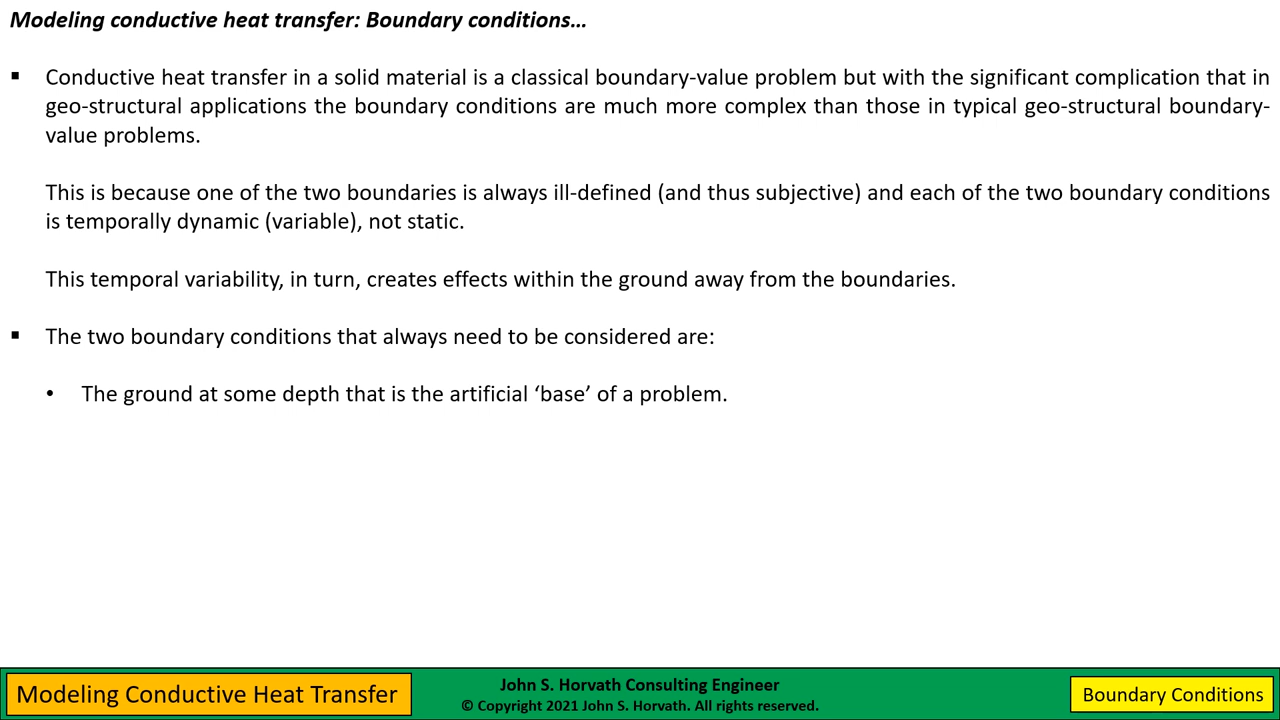 Modeling conductive heat transfer: Boundary conditions…
▪ Conductive heat transfer in a solid material is a classical boundary-value problem but with the significant complication that in
geo-structural applications the boundary conditions are much more complex than those in typical geo-structural boundary-
value problems.
This is because one of the two boundaries is always ill-defined (and thus subjective) and each of the two boundary conditions
is temporally dynamic (variable), not static.
This temporal variability, in turn, creates effects within the ground away from the boundaries.
▪ The two boundary conditions that always need to be considered are:
• The ground at some depth that is the artificial ‘base’ of a problem.
Modeling Conductive Heat Transfer
John S. Horvath Consulting Engineer
© Copyright 2021 John S. Horvath. All rights reserved.
Boundary Conditions